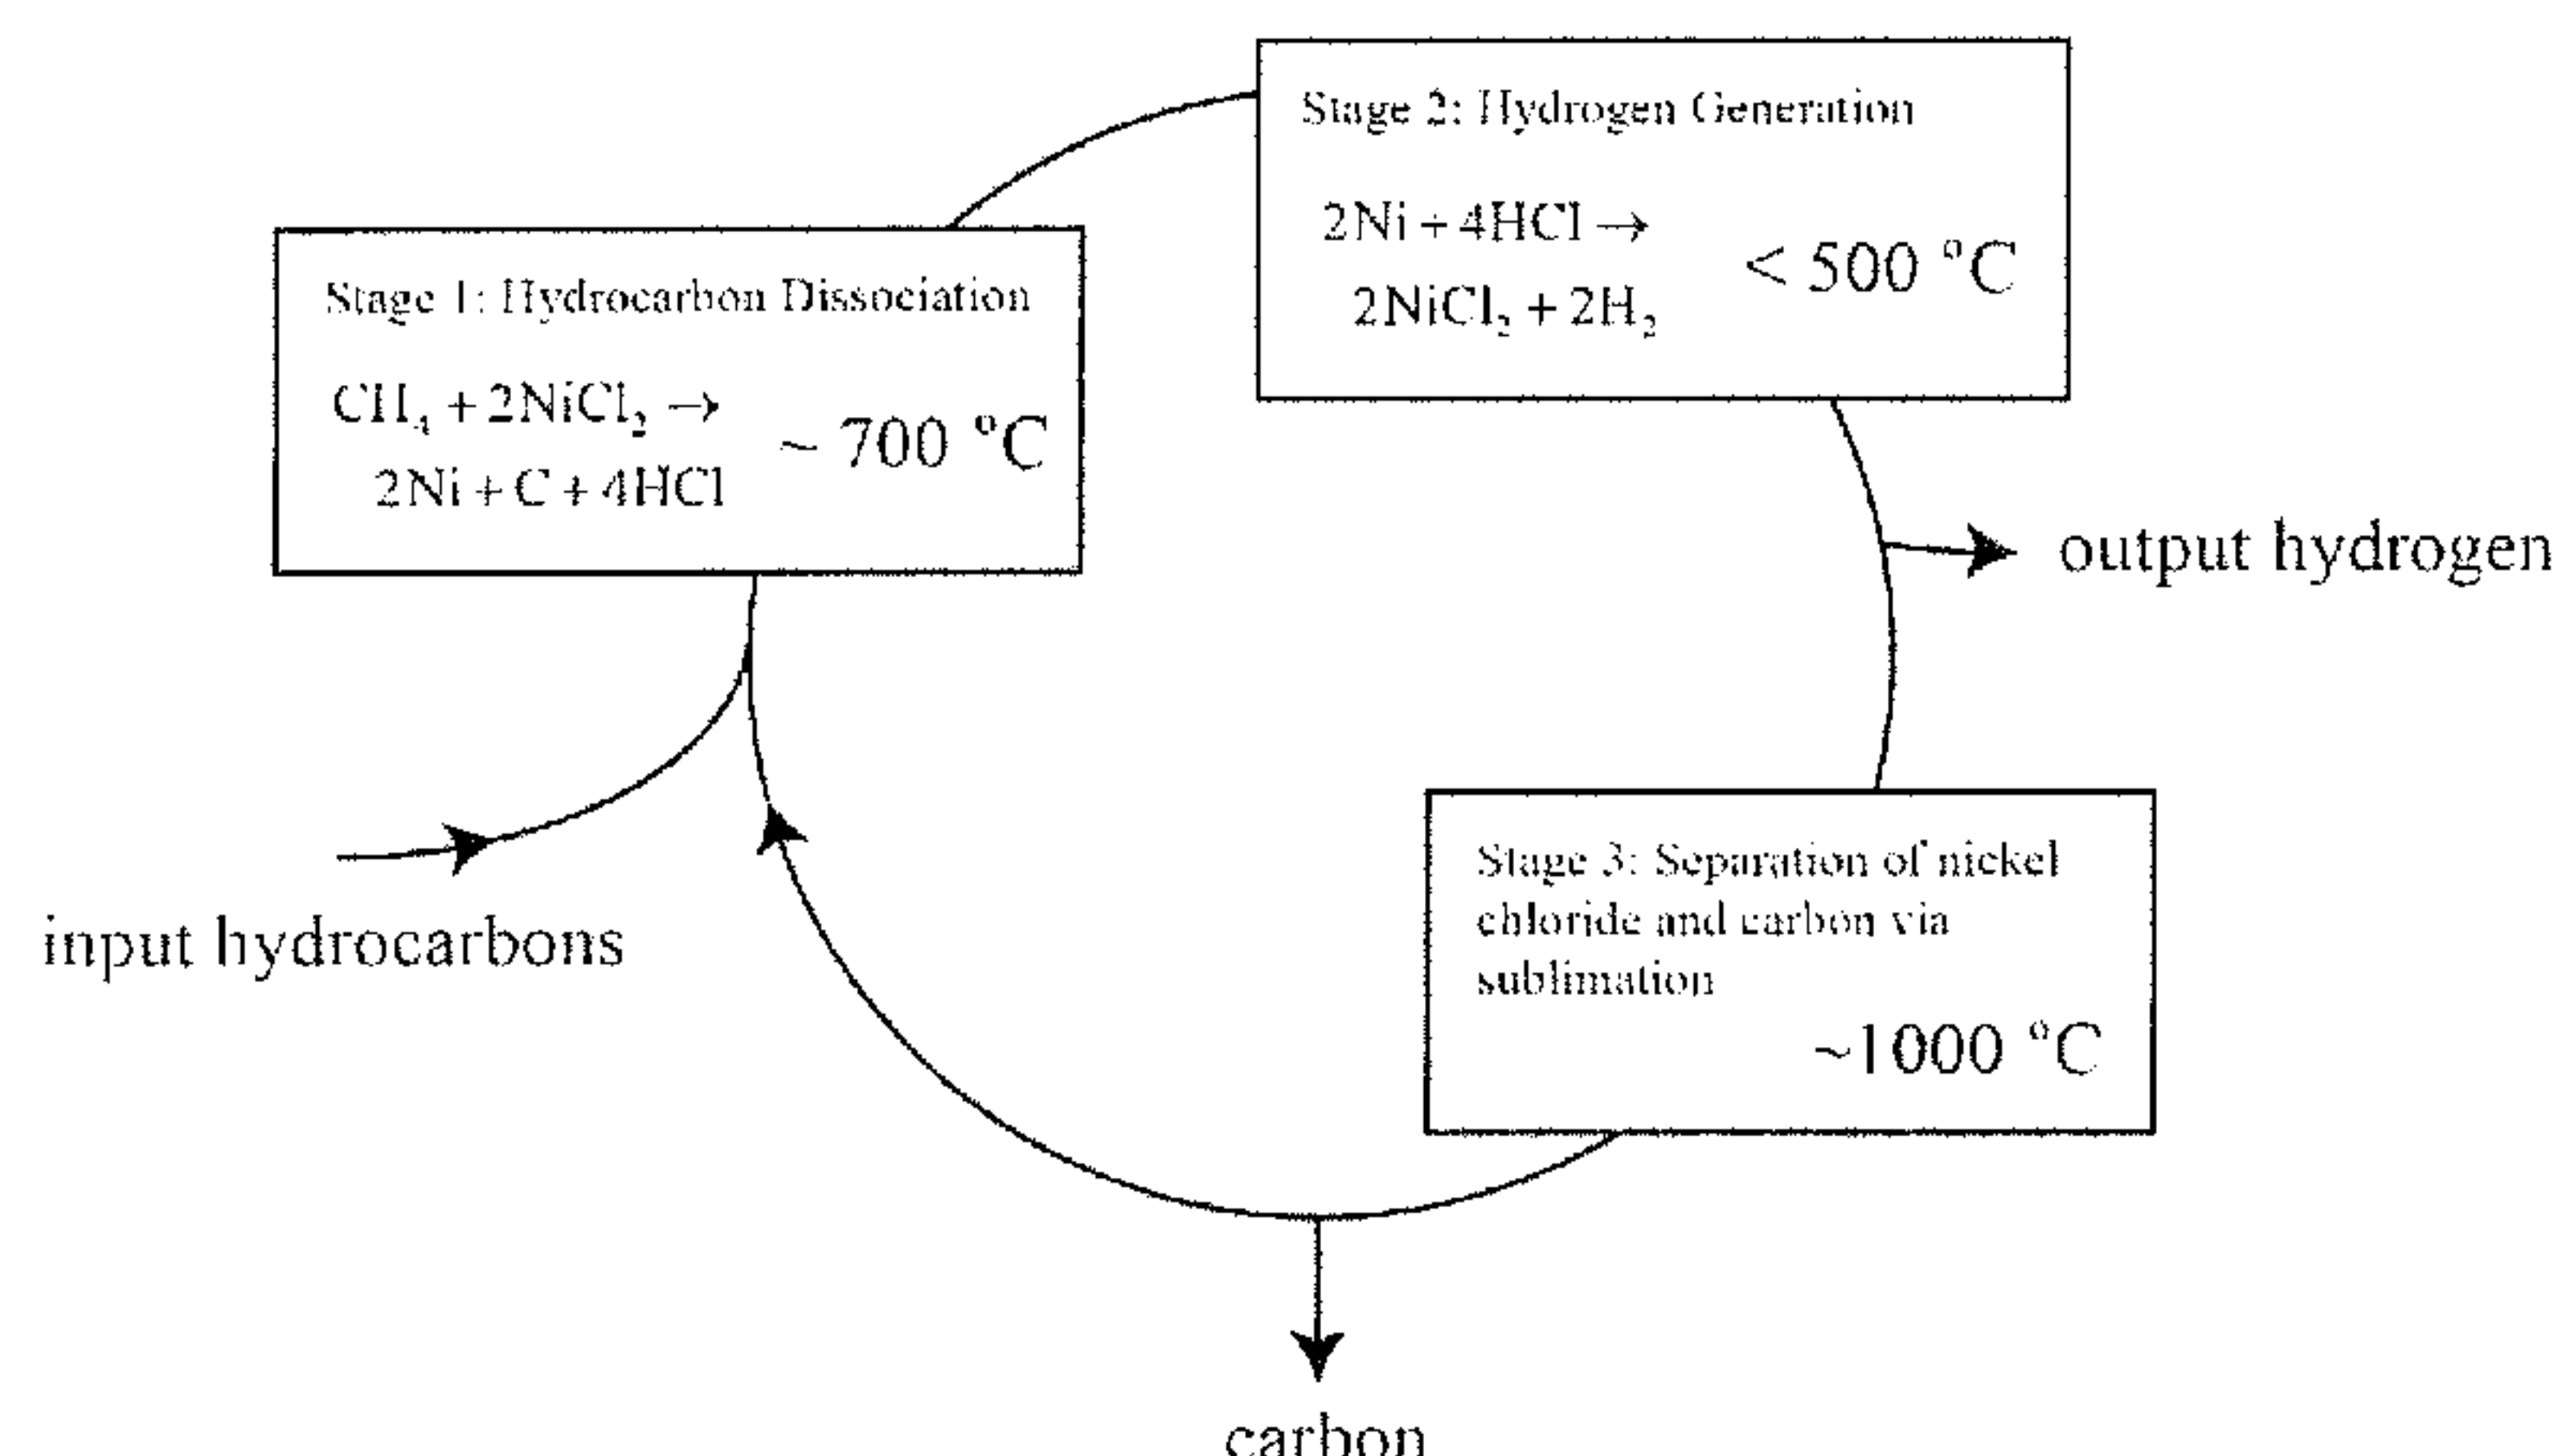 Stage 2: Hydrogen Generation
2Ni + 4HCl →
2NiCl₂ + 2H₂
< 500 °C
Stage 1: Hydrocarbon Dissociation
CH₄ + 2NiCl₂ →
2Ni + C + 4HCl
~ 700 °C
output hydrogen
Stage 3: Separation of nickel
chloride and carbon via
sublimation
~1000 °C
input hydrocarbons
carbon